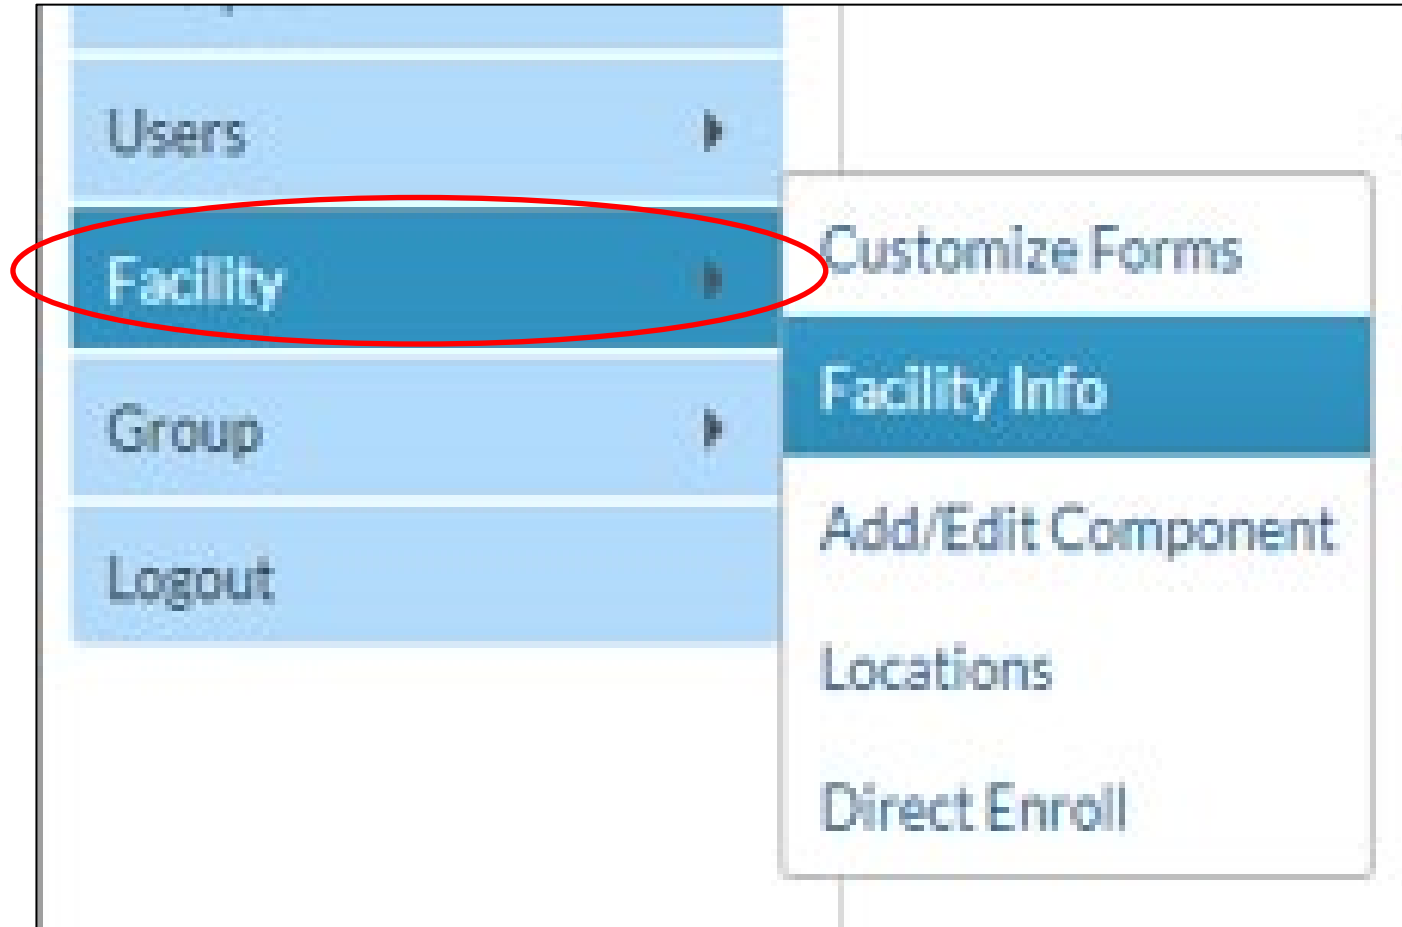 Users
Facility
Group
Logout
Customize Forms
Facility Info
Add/Edit Component
Locations
Direct Enroll